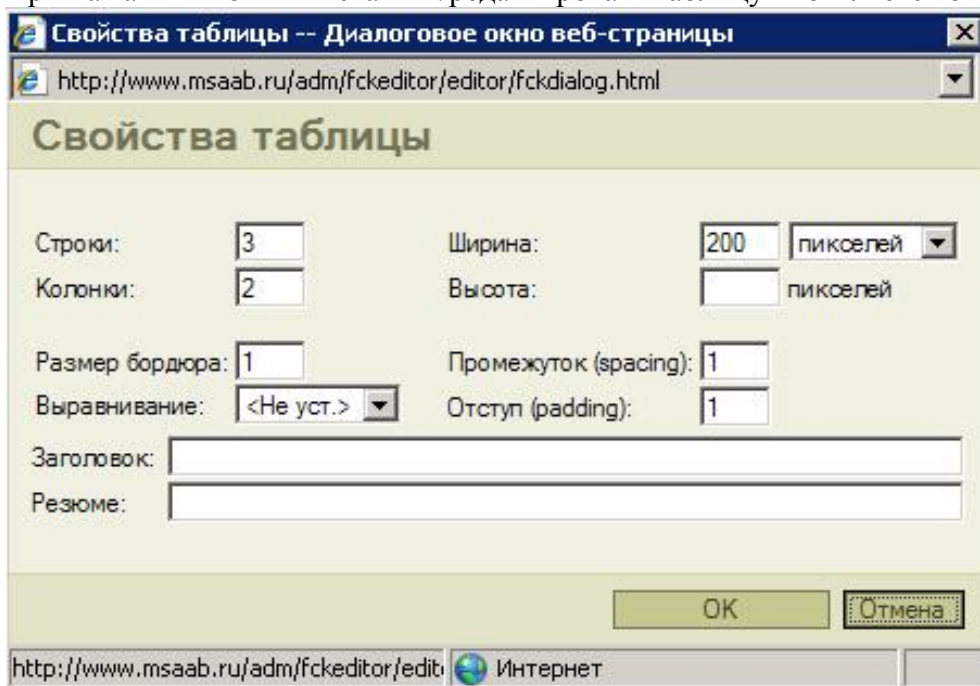 Свойства таблицы -- Диалоговое окно веб-страницы
http://www.msaab.ru/adm/fckeditor/editor/fckdialog.html
Свойства таблицы
Строки: 3 Ширина: 200 пикселей
Колонки: 2 Высота: пикселей
Размер бордюра: 1 Промежуток (spacing): 1
Выравнивание: <Не уст.> Отступ (padding): 1
Заголовок:
Резюме:
OK Отмена
http://www.msaab.ru/adm/fckeditor/edit Интернет